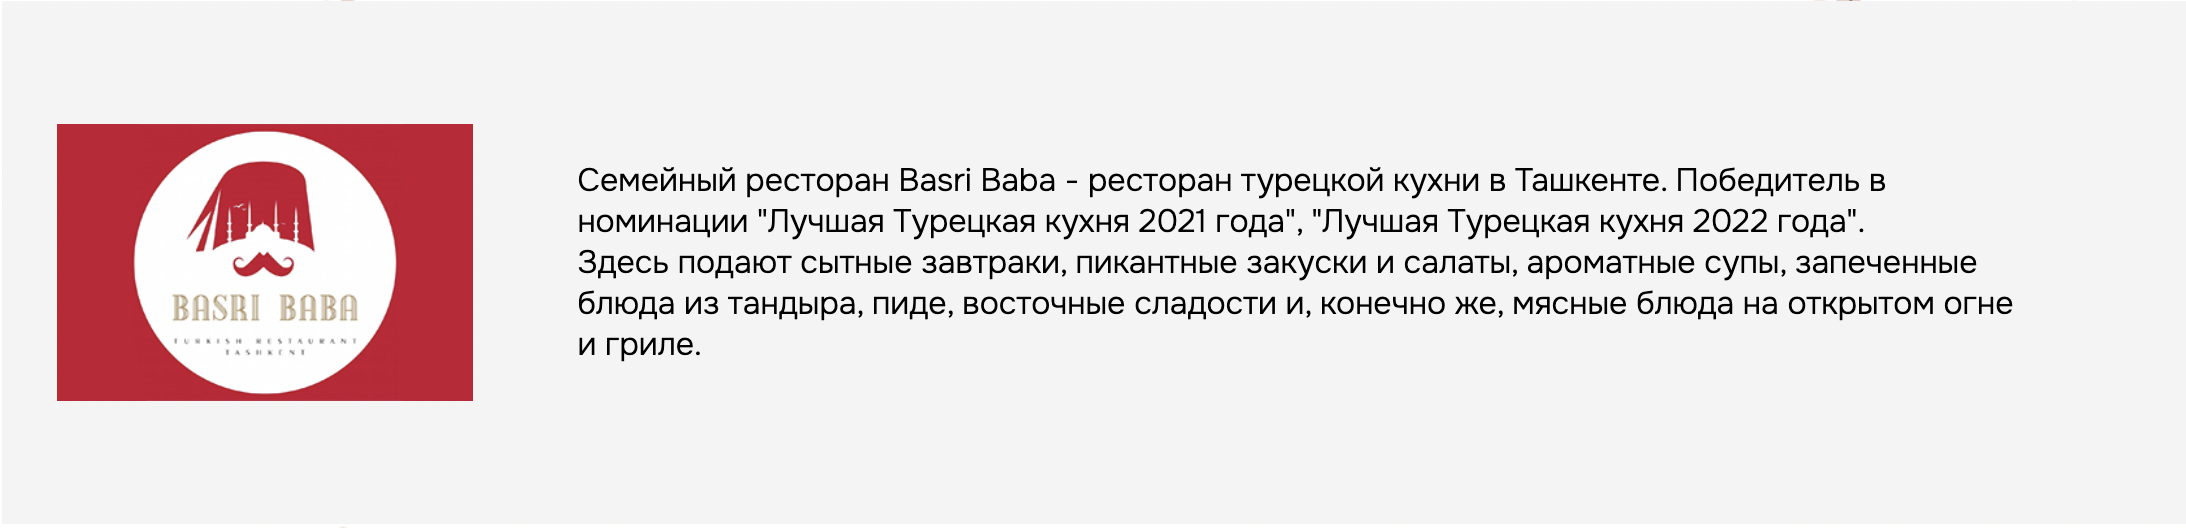 BASRI BABA
TURKISH RESTAURANT
TASHKENT
Семейный ресторан Basri Baba - ресторан турецкой кухни в Ташкенте. Победитель в
номинации "Лучшая Турецкая кухня 2021 года", "Лучшая Турецкая кухня 2022 года".
Здесь подают сытные завтраки, пикантные закуски и салаты, ароматные супы, запеченные
блюда из тандыра, пиде, восточные сладости и, конечно же, мясные блюда на открытом огне
и гриле.